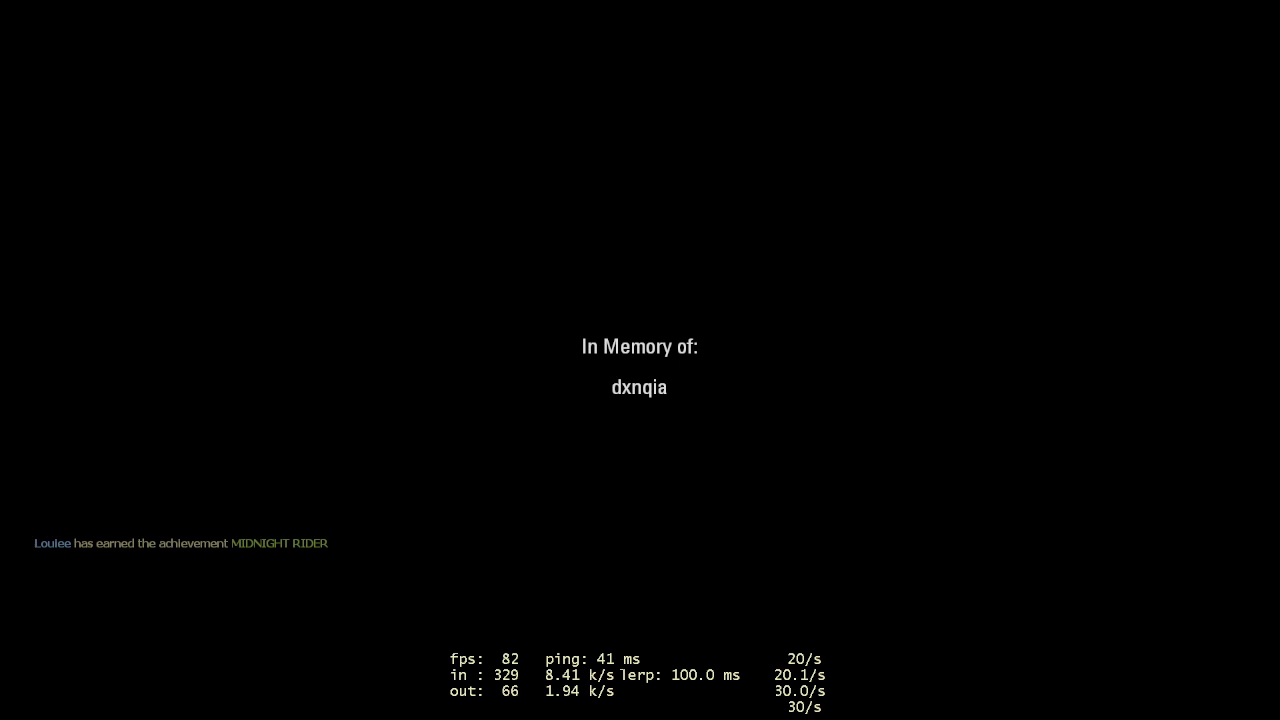 In Memory of:
dxnqia
Louiee has earned the achievement MIDNIGHT RIDER
fps: 82 ping: 41 ms 20/s
in : 329 8.41 k/s lerp: 100.0 ms 20.1/s
out: 66 1.94 k/s 30.0/s
30/s